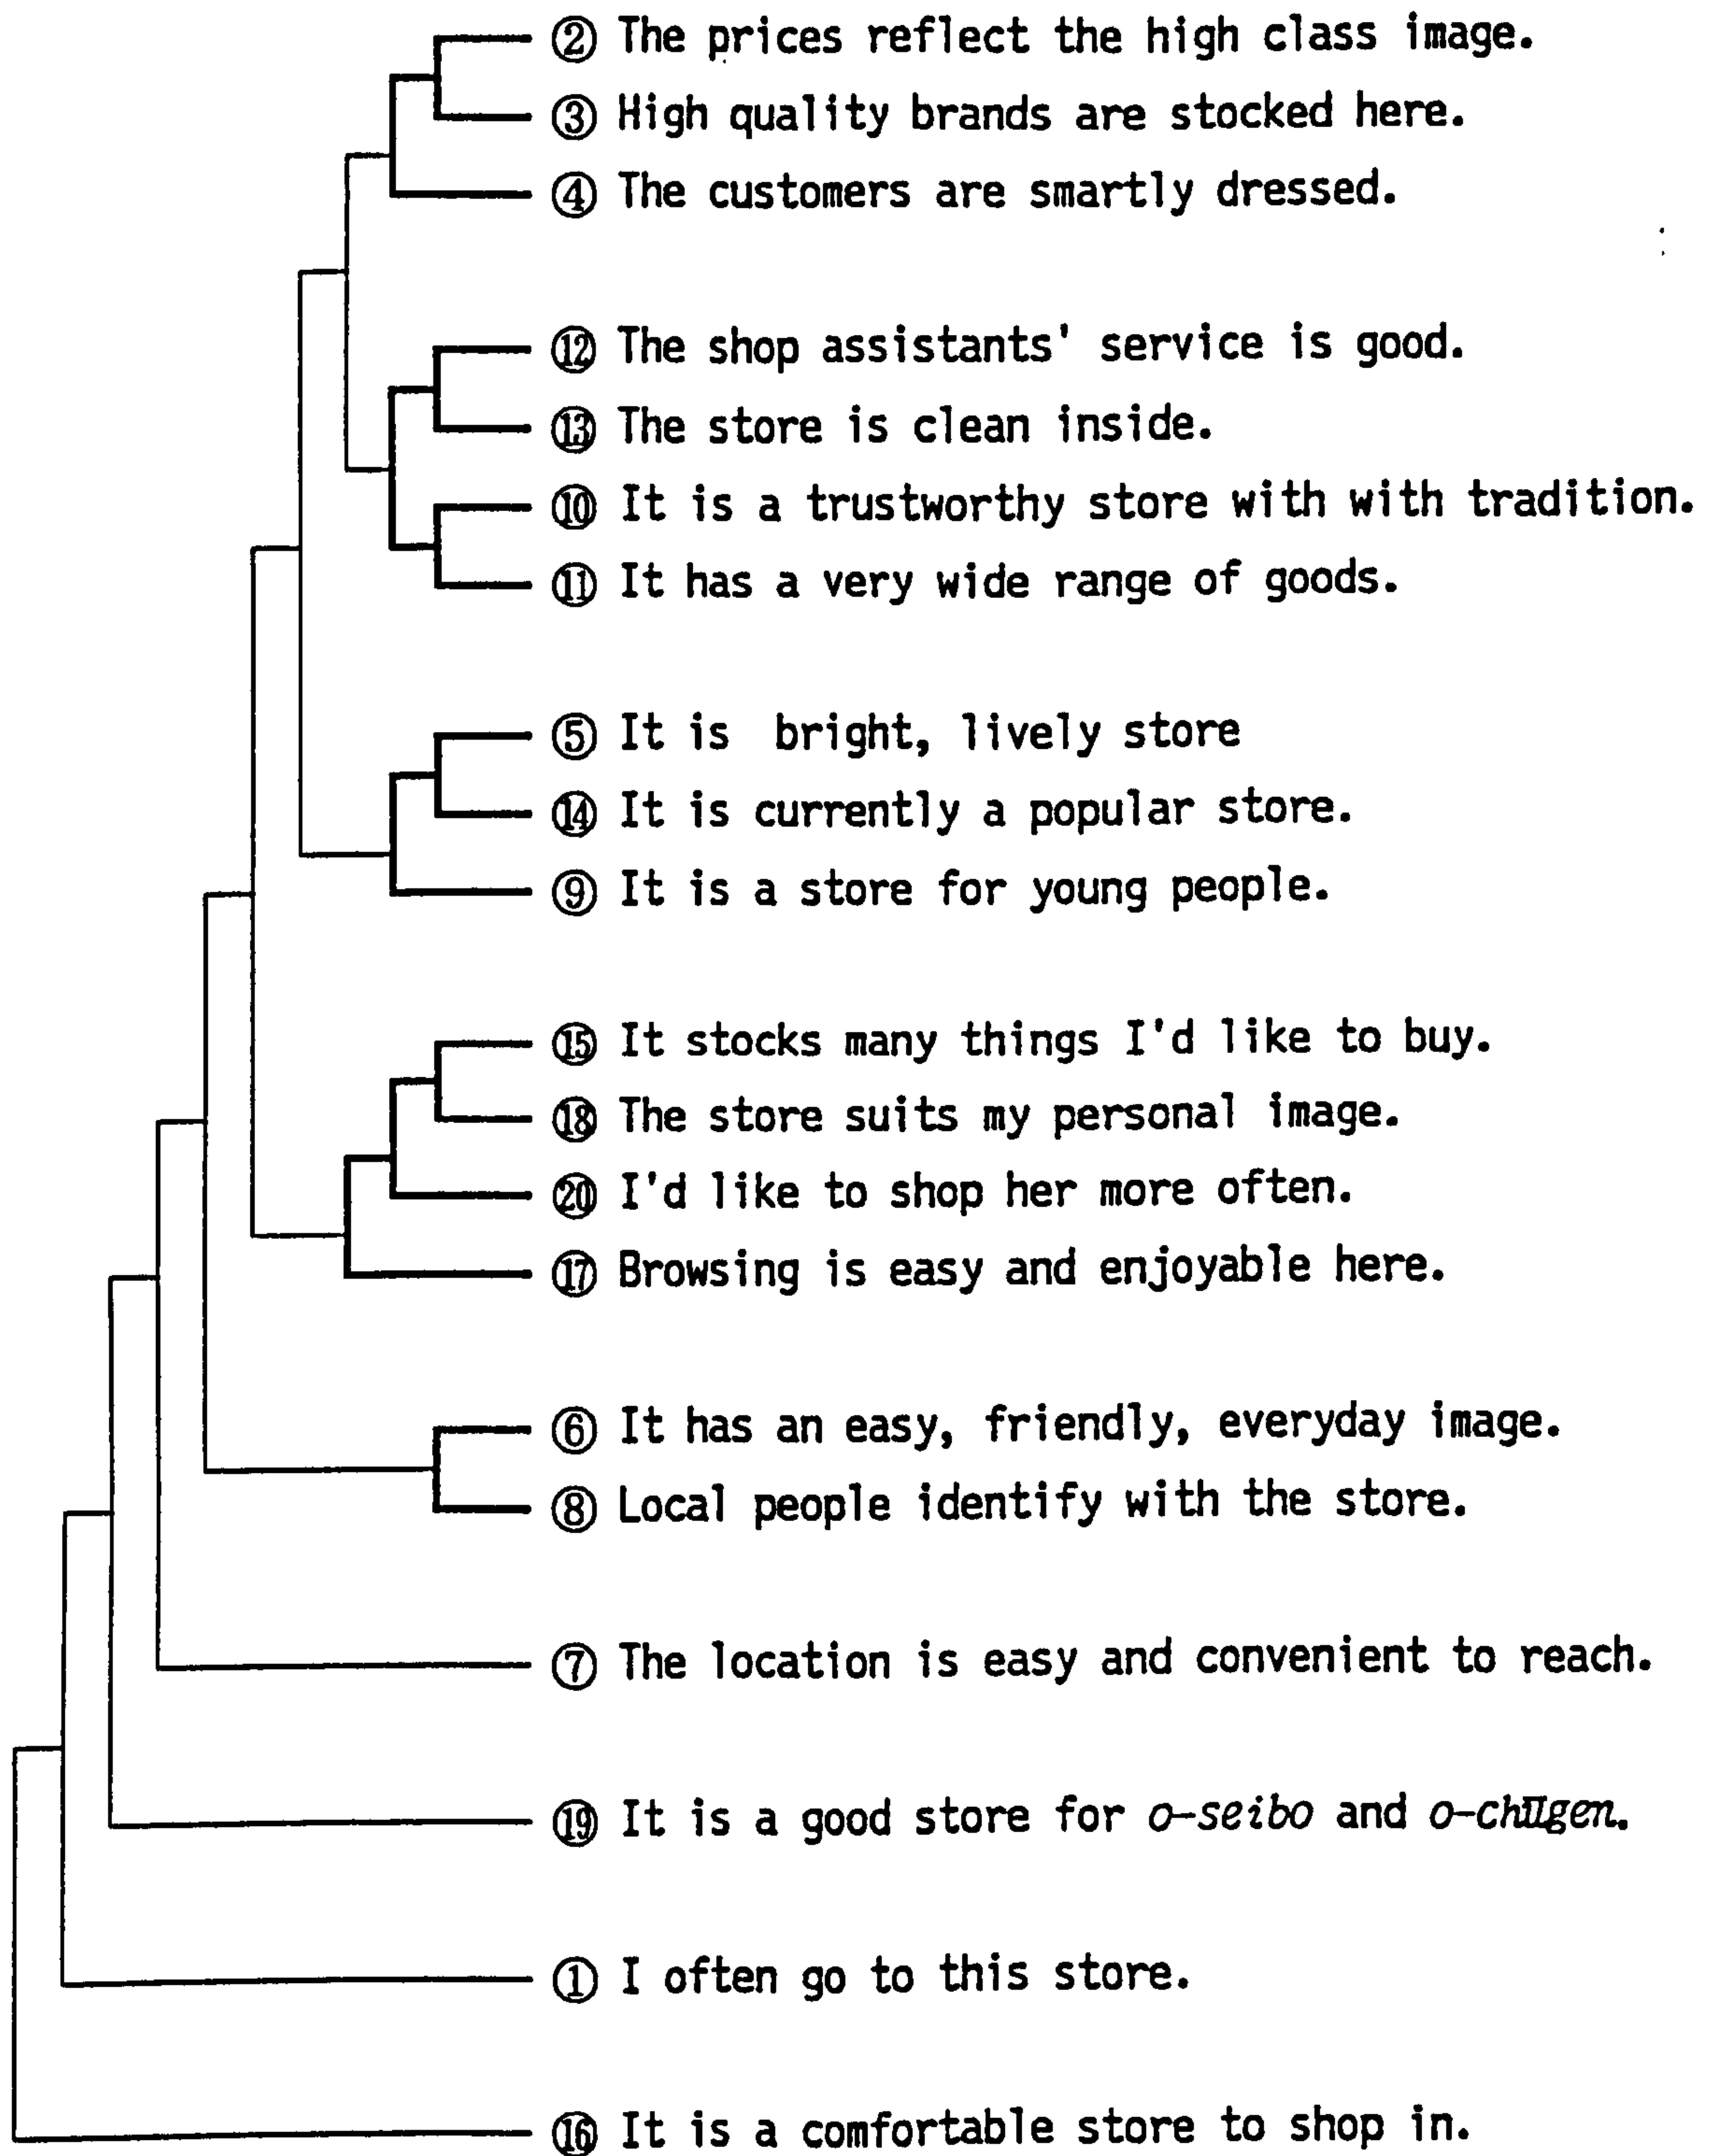 ② The prices reflect the high class image.
③ High quality brands are stocked here.
④ The customers are smartly dressed.
⑫ The shop assistants' service is good.
⑬ The store is clean inside.
⑩ It is a trustworthy store with with tradition.
⑪ It has a very wide range of goods.
⑤ It is bright, lively store
⑭ It is currently a popular store.
⑨ It is a store for young people.
⑮ It stocks many things I'd like to buy.
⑱ The store suits my personal image.
⑳ I'd like to shop her more often.
⑰ Browsing is easy and enjoyable here.
⑥ It has an easy, friendly, everyday image.
⑧ Local people identify with the store.
⑦ The location is easy and convenient to reach.
⑲ It is a good store for o-seibo and o-chūgen.
① I often go to this store.
⑯ It is a comfortable store to shop in.